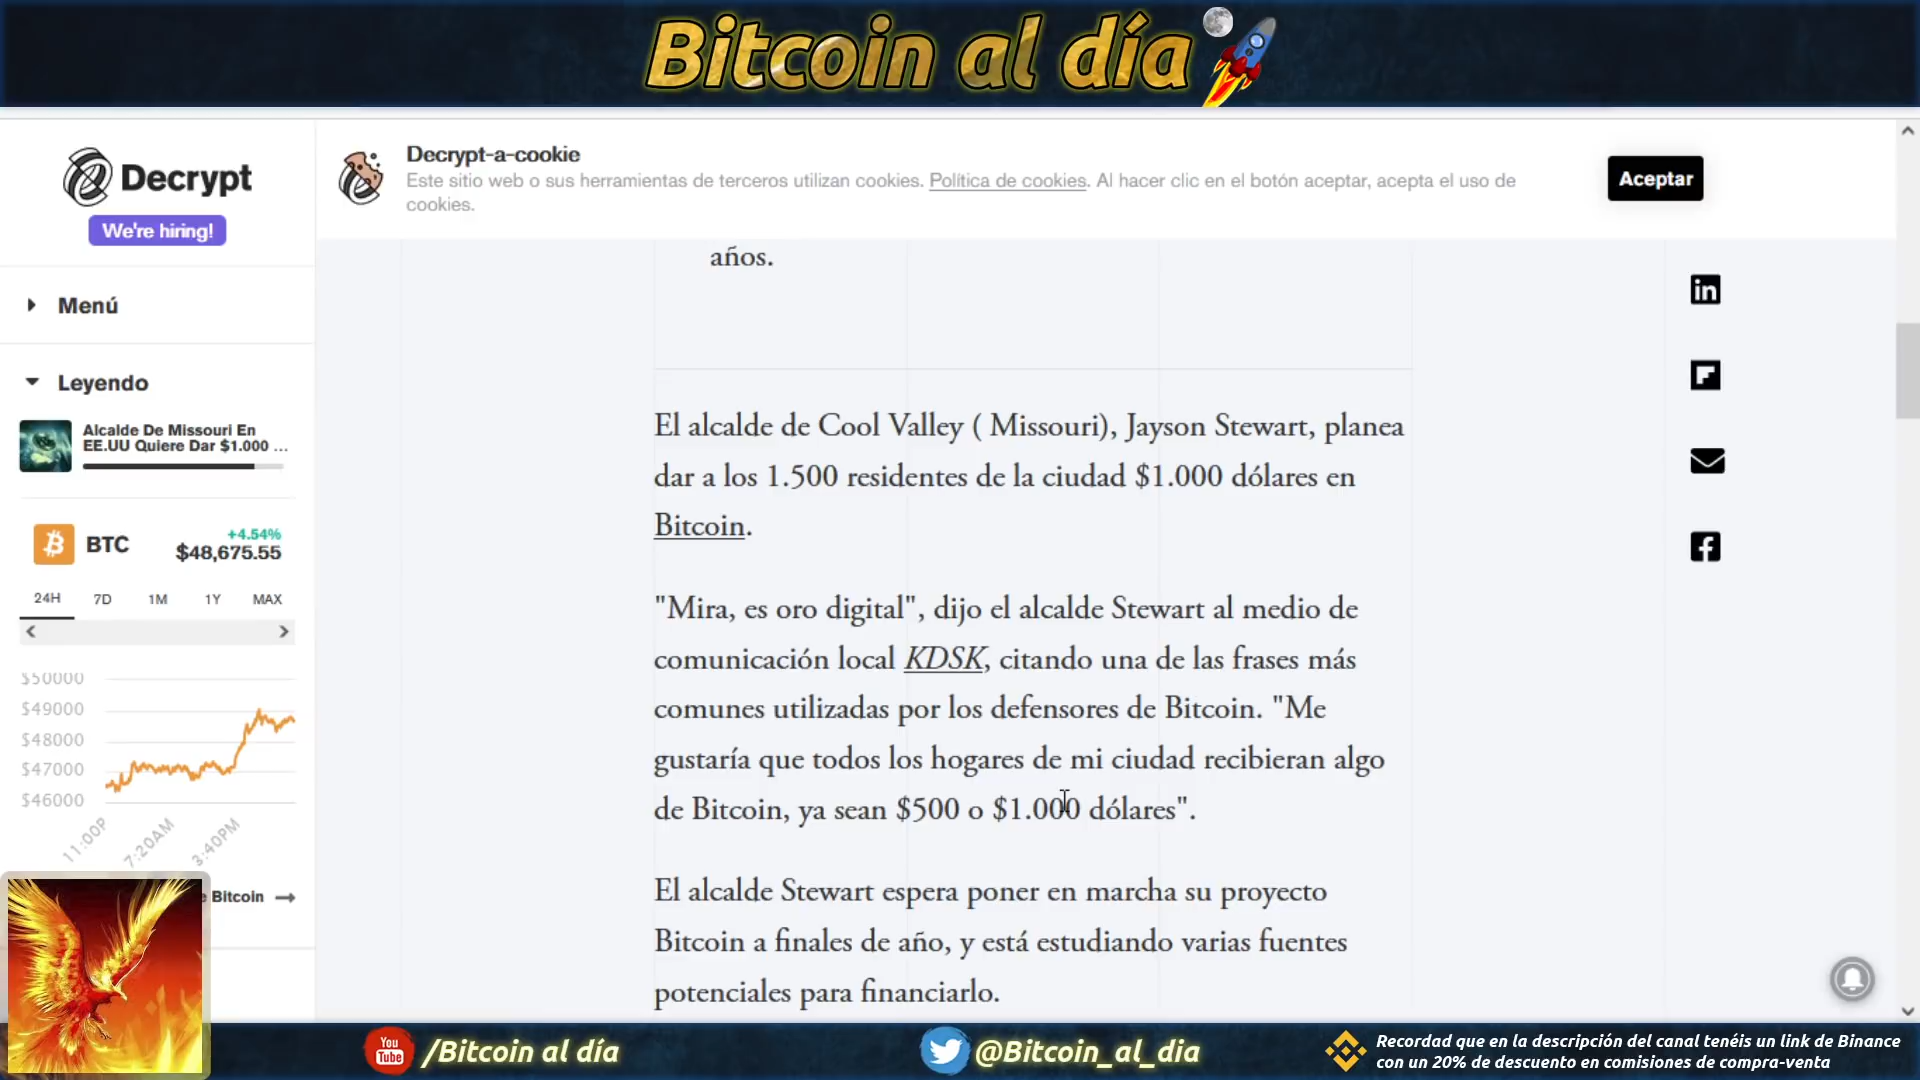 Bitcoin al día
Decrypt
We're hiring!
Menú
Leyendo
Alcalde De Missouri En
EE.UU Quiere Dar $1.000 ...
BTC
+4.54%
$48,675.55
24H 7D 1M 1Y MAX
$50000
$49000
$48000
$47000
$46000
11:00P 7:20AM 3:40PM
e Bitcoin
Decrypt-a-cookie
Este sitio web o sus herramientas de terceros utilizan cookies. Política de cookies. Al hacer clic en el botón aceptar, acepta el uso de
cookies.
Aceptar
años.
El alcalde de Cool Valley ( Missouri), Jayson Stewart, planea
dar a los 1.500 residentes de la ciudad $1.000 dólares en
Bitcoin.
"Mira, es oro digital", dijo el alcalde Stewart al medio de
comunicación local KDSK, citando una de las frases más
comunes utilizadas por los defensores de Bitcoin. "Me
gustaría que todos los hogares de mi ciudad recibieran algo
de Bitcoin, ya sean $500 o $1.000 dólares".
El alcalde Stewart espera poner en marcha su proyecto
Bitcoin a finales de año, y está estudiando varias fuentes
potenciales para financiarlo.
You
Tube
/Bitcoin al día
@Bitcoin_al_dia
Recordad que en la descripción del canal tenéis un link de Binance
con un 20% de descuento en comisiones de compra-venta